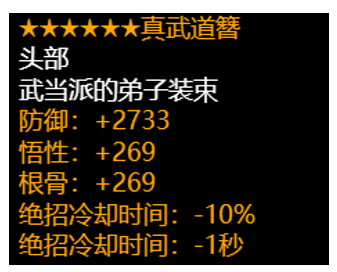 ★★★★★★真武道簪
头部
武当派的弟子装束
防御：+2733
悟性：+269
根骨：+269
绝招冷却时间：-10%
绝招冷却时间：-1秒